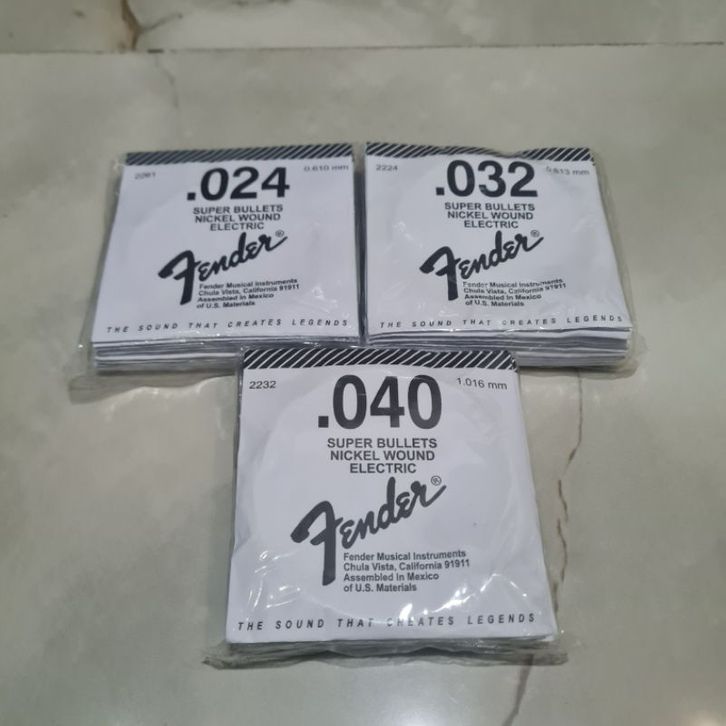 2261
0.610 mm
.024
SUPER BULLETS
NICKEL WOUND
ELECTRIC
Fender®
Fender Musical Instruments
Chula Vista, California 91911
Assembled in Mexico
of U.S. Materials
THE SOUND THAT CREATES LEGENDS
2224
0.813 mm
.032
SUPER BULLETS
NICKEL WOUND
ELECTRIC
Fender®
Fender Musical Instruments
Chula Vista, California 91911
Assembled in Mexico
of U.S. Materials
THE SOUND THAT CREATES LEGENDS
2232
1.016 mm
.040
SUPER BULLETS
NICKEL WOUND
ELECTRIC
Fender®
Fender Musical Instruments
Chula Vista, California 91911
Assembled in Mexico
of U.S. Materials
THE SOUND THAT CREATES LEGENDS